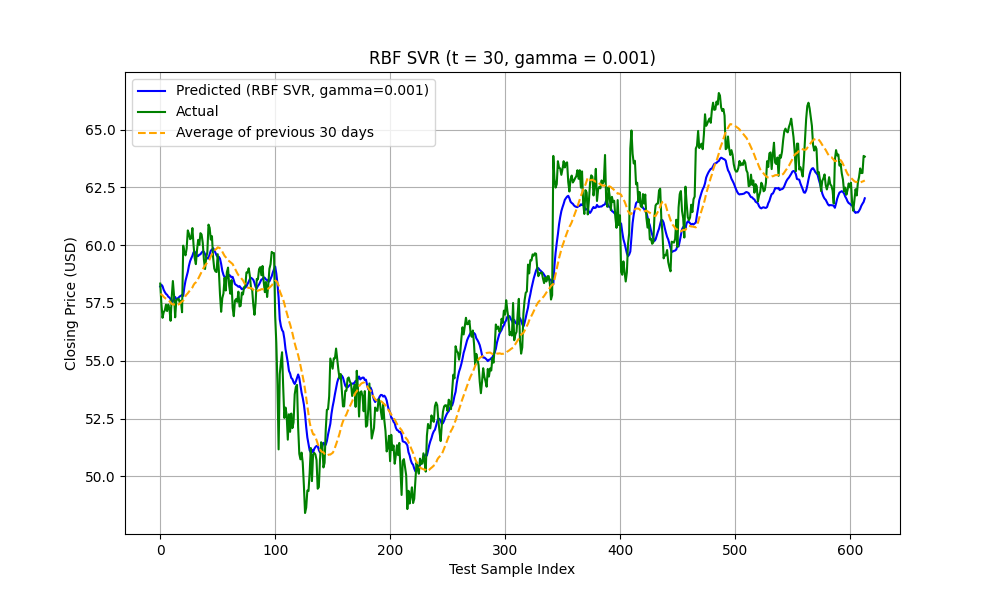 RBF SVR (t = 30, gamma = 0.001)
Predicted (RBF SVR, gamma=0.001)
Actual
Average of previous 30 days
Closing Price (USD)
65.0
62.5
60.0
57.5
55.0
52.5
50.0
0 100 200 300 400 500 600
Test Sample Index